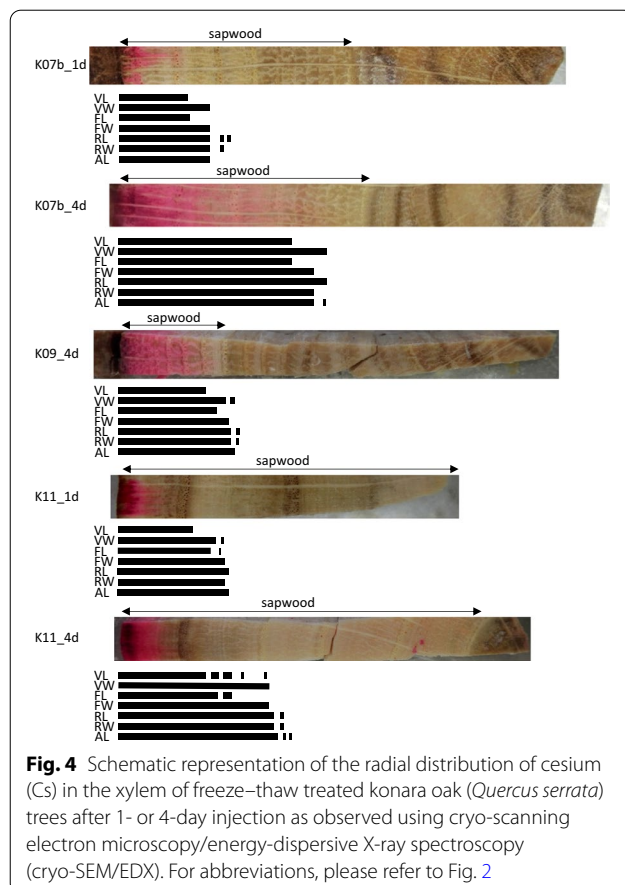 sapwood
K07b_1d
VL
VW
FL
FW
RL
RW
AL
sapwood
K07b_4d
VL
VW
FL
FW
RL
RW
AL
sapwood
K09_4d
VL
VW
FL
FW
RL
RW
AL
sapwood
K11_1d
VL
VW
FL
FW
RL
RW
AL
sapwood
K11_4d
VL
VW
FL
FW
RL
RW
AL
Fig. 4 Schematic representation of the radial distribution of cesium
(Cs) in the xylem of freeze–thaw treated konara oak (Quercus serrata)
trees after 1- or 4-day injection as observed using cryo-scanning
electron microscopy/energy-dispersive X-ray spectroscopy
(cryo-SEM/EDX). For abbreviations, please refer to Fig. 2